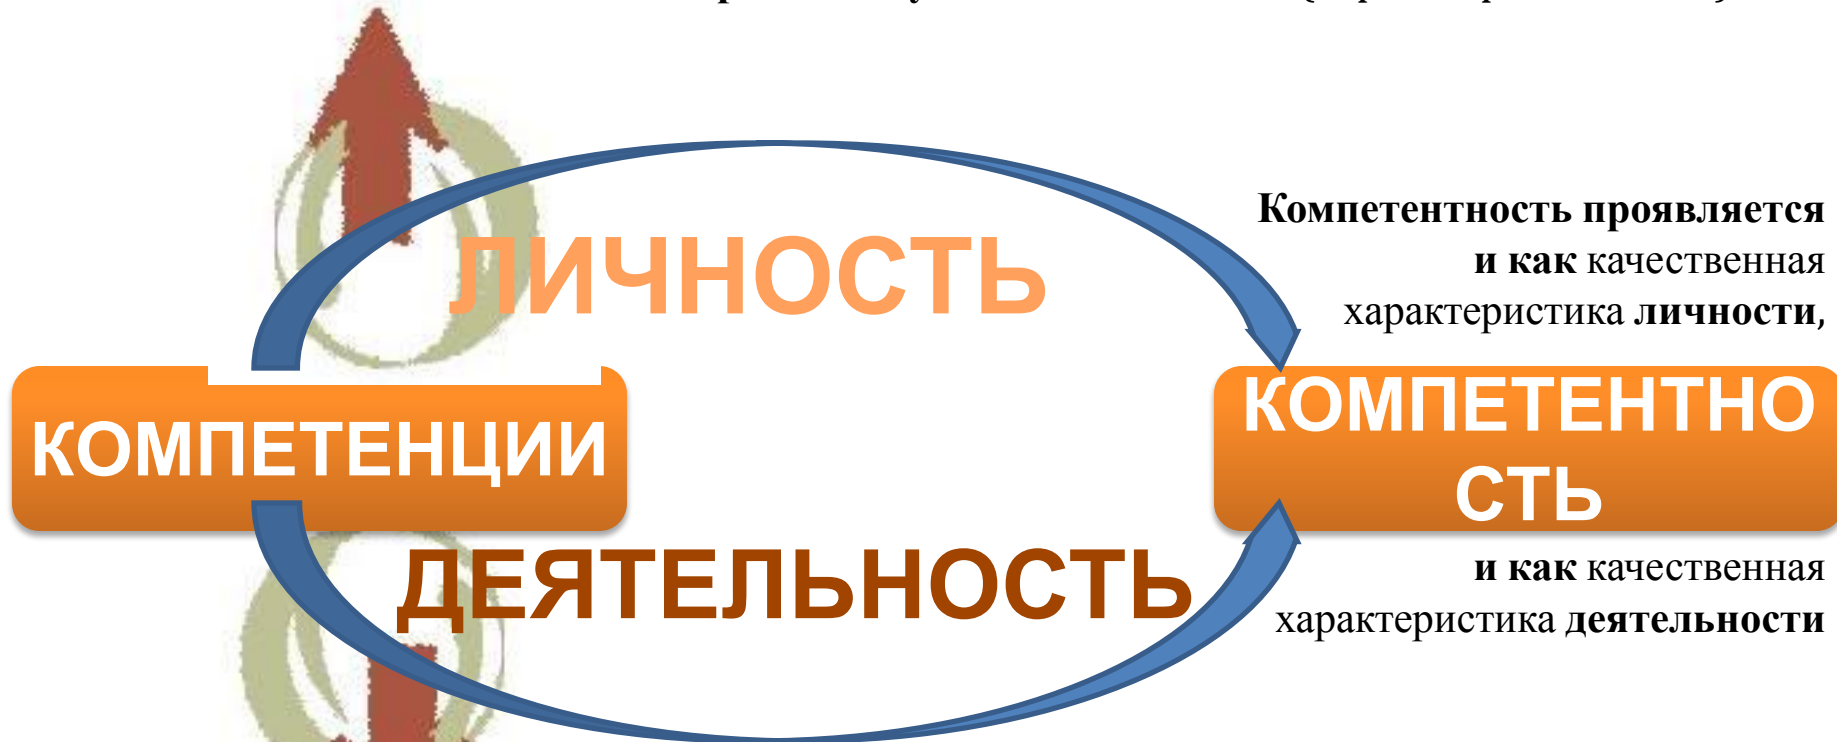 ЛИЧНОСТЬ
Компетентность проявляется
и как качественная
характеристика личности,
КОМПЕТЕНЦИИ
КОМПЕТЕНТНО
СТЬ
ДЕЯТЕЛЬНОСТЬ
и как качественная
характеристика деятельности